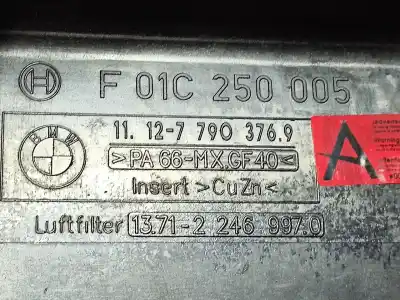 F 01C 250 005
11. 12-7 790 376.9
BMW
>PA 66-MX.GF40<
A
Insert >CuZn<
Luftfilter 13.71-2 246 997.0